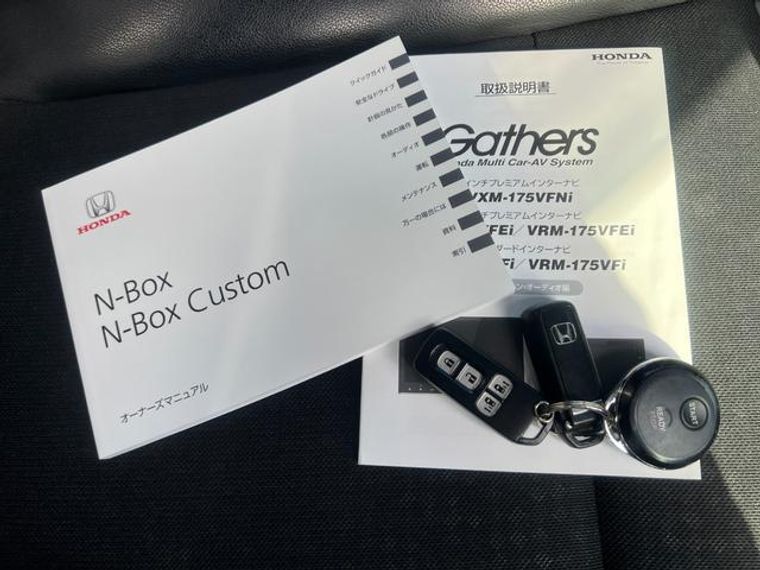 HONDA
N-Box
N-Box Custom
オーナーズマニュアル
クイックガイド
安全なドライブ
計器の見かた
各部の操作
オーディオ
運転
メンテナンス
万一の場合には
資料
索引
HONDA
取扱説明書
Gathers
Honda Multi Car-AV System
インチプレミアムインターナビ
VXM-175VFNi
プレミアムインターナビ
VFEi/VRM-175VFEi
ダードインターナビ
Fi/VRM-175VFi
ン・オーディオ編
START
READY